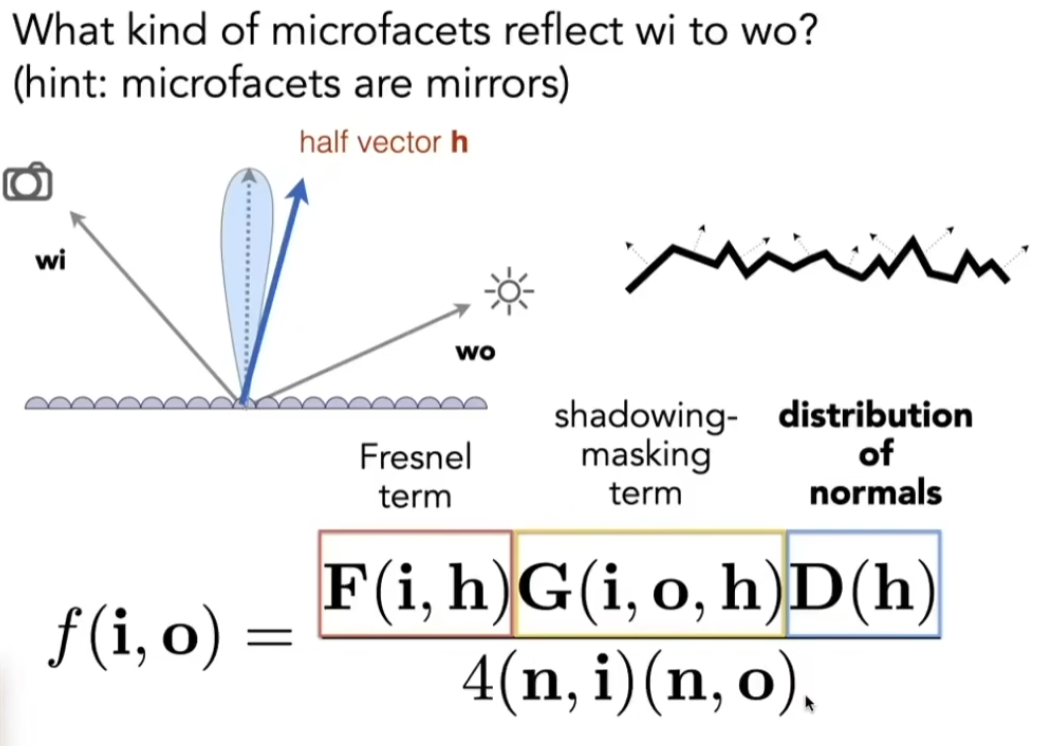 What kind of microfacets reflect wi to wo?
(hint: microfacets are mirrors)
half vector h
wi
wo
Fresnel
term
shadowing-
masking
term
distribution
of
normals
f(i, o) = F(i, h)G(i, o, h)D(h)
4(n, i)(n, o)